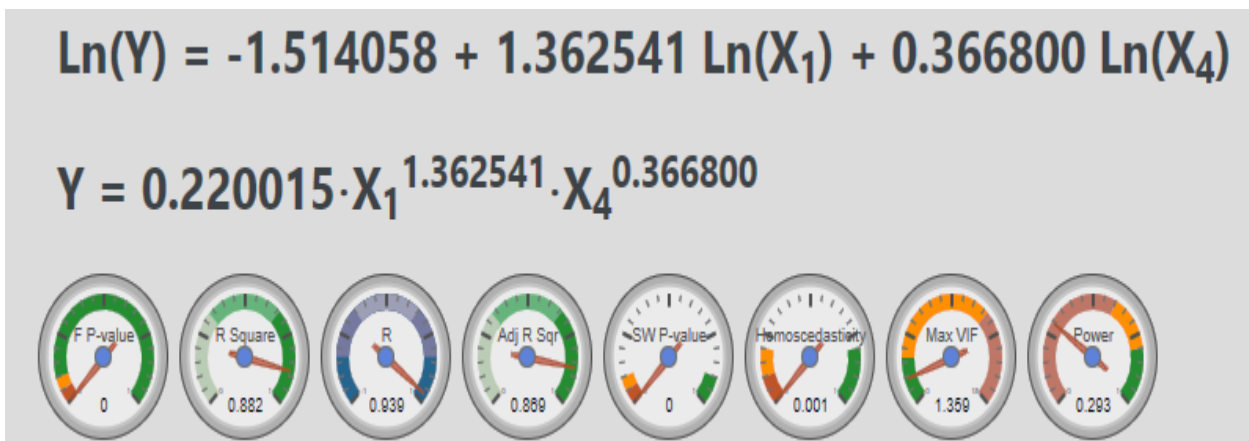 Ln(Y) = -1.514058 + 1.362541 Ln(X₁) + 0.366800 Ln(X₄)
Y = 0.220015·X₁^1.362541·X₄^0.366800
F P-value R Square R Adj R Sqr SW P-value Homoscedasticity Max VIF Power
0 0.882 0.939 0.869 0 0.001 1.359 0.293